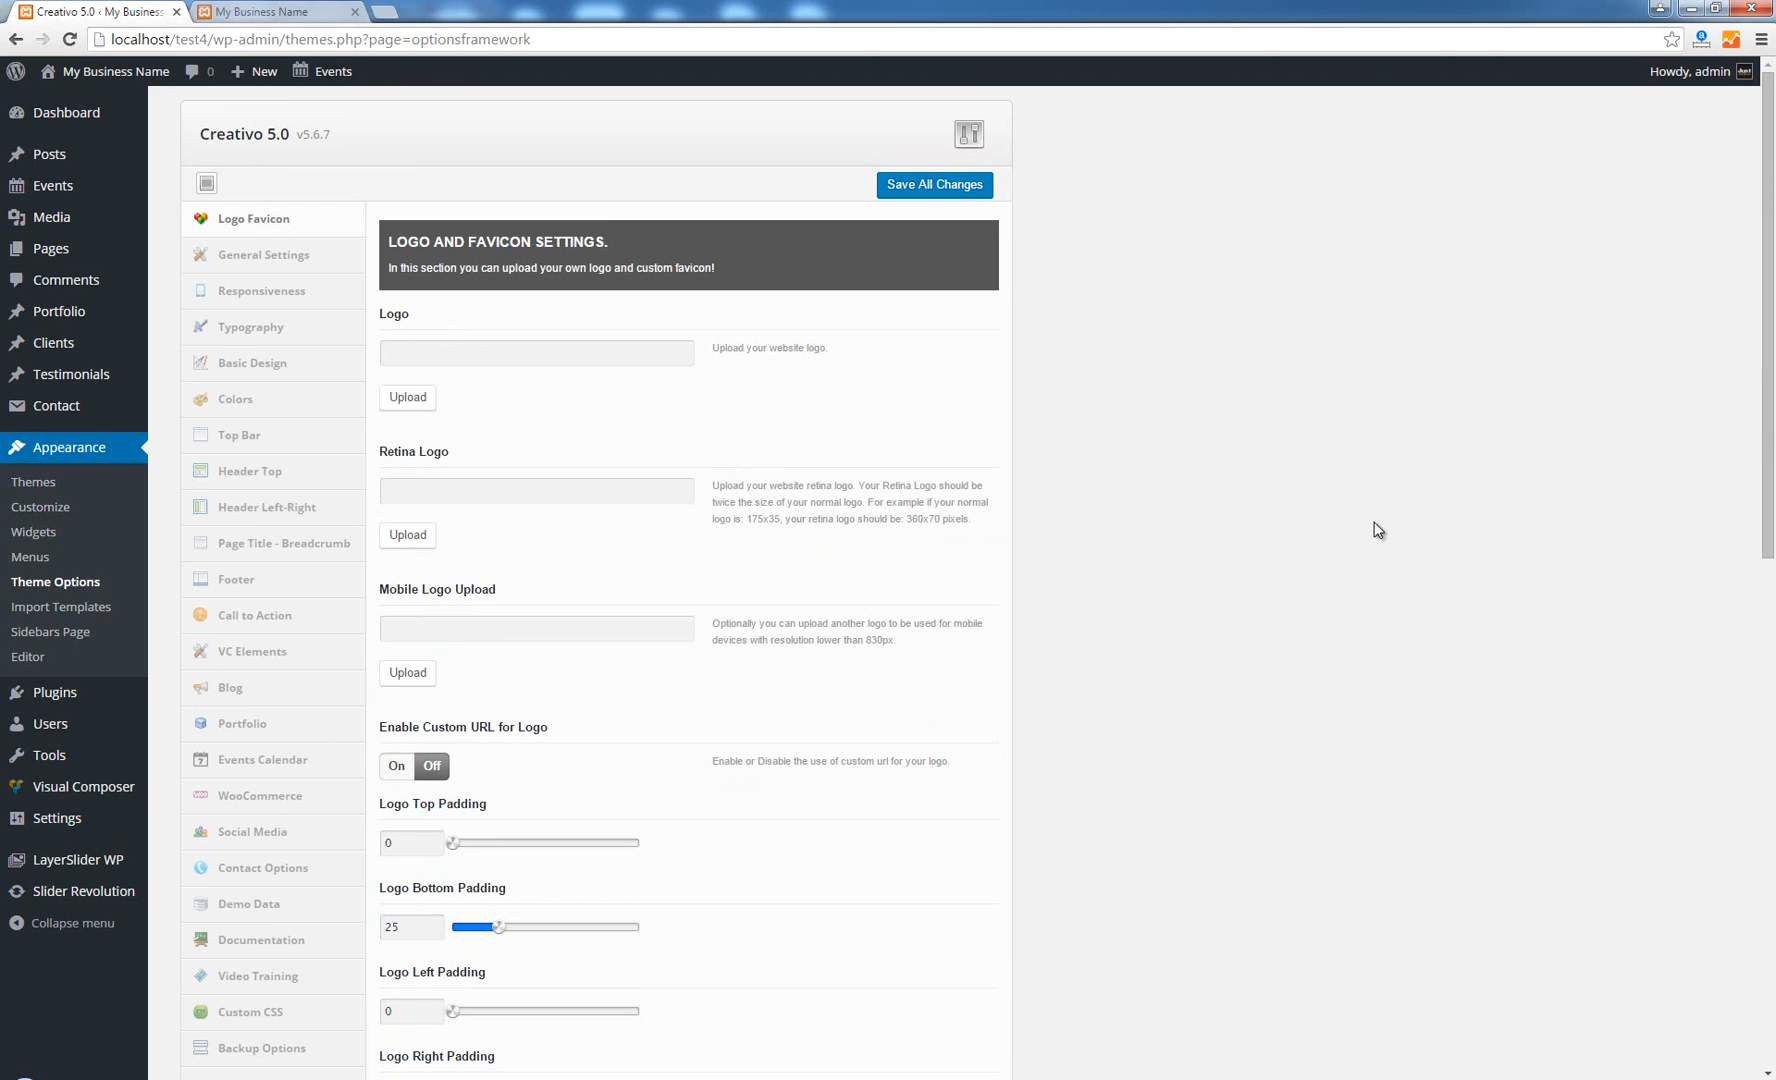 Creativo 5.0 ‹ My Business
My Business Name
localhost/test4/wp-admin/themes.php?page=optionsframework
My Business Name
0
New
Events
Howdy, admin
Dashboard
Posts
Events
Media
Pages
Comments
Portfolio
Clients
Testimonials
Contact
Appearance
Themes
Customize
Widgets
Menus
Theme Options
Import Templates
Sidebars Page
Editor
Plugins
Users
Tools
Visual Composer
Settings
LayerSlider WP
Slider Revolution
Collapse menu
Creativo 5.0 v5.6.7
Save All Changes
Logo Favicon
General Settings
Responsiveness
Typography
Basic Design
Colors
Top Bar
Header Top
Header Left-Right
Page Title - Breadcrumb
Footer
Call to Action
VC Elements
Blog
Portfolio
Events Calendar
WooCommerce
Social Media
Contact Options
Demo Data
Documentation
Video Training
Custom CSS
Backup Options
LOGO AND FAVICON SETTINGS.
In this section you can upload your own logo and custom favicon!
Logo
Upload your website logo.
Upload
Retina Logo
Upload your website retina logo. Your Retina Logo should be
twice the size of your normal logo. For example if your normal
logo is: 175x35, your retina logo should be: 360x70 pixels.
Upload
Mobile Logo Upload
Optionally you can upload another logo to be used for mobile
devices with resolution lower than 830px.
Upload
Enable Custom URL for Logo
On Off
Enable or Disable the use of custom url for your logo.
Logo Top Padding
0
Logo Bottom Padding
25
Logo Left Padding
0
Logo Right Padding